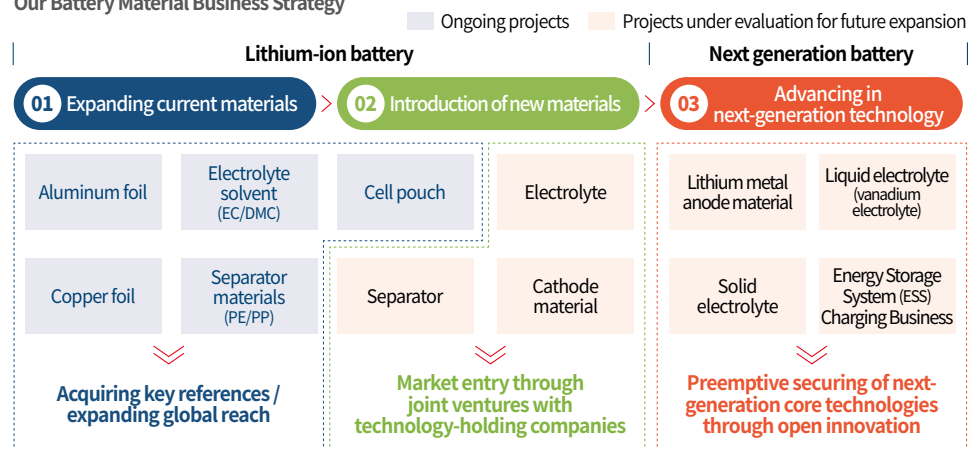 Our Battery Material Business Strategy
Ongoing projects
Projects under evaluation for future expansion
Lithium-ion battery
Next generation battery
01 Expanding current materials
02 Introduction of new materials
03 Advancing in
next-generation technology
Aluminum foil
Electrolyte
solvent
(EC/DMC)
Cell pouch
Copper foil
Separator
materials
(PE/PP)
Acquiring key references /
expanding global reach
Electrolyte
Separator
Cathode
material
Market entry through
joint ventures with
technology-holding companies
Lithium metal
anode material
Liquid electrolyte
(vanadium
electrolyte)
Solid
electrolyte
Energy Storage
System (ESS)
Charging Business
Preemptive securing of next-
generation core technologies
through open innovation